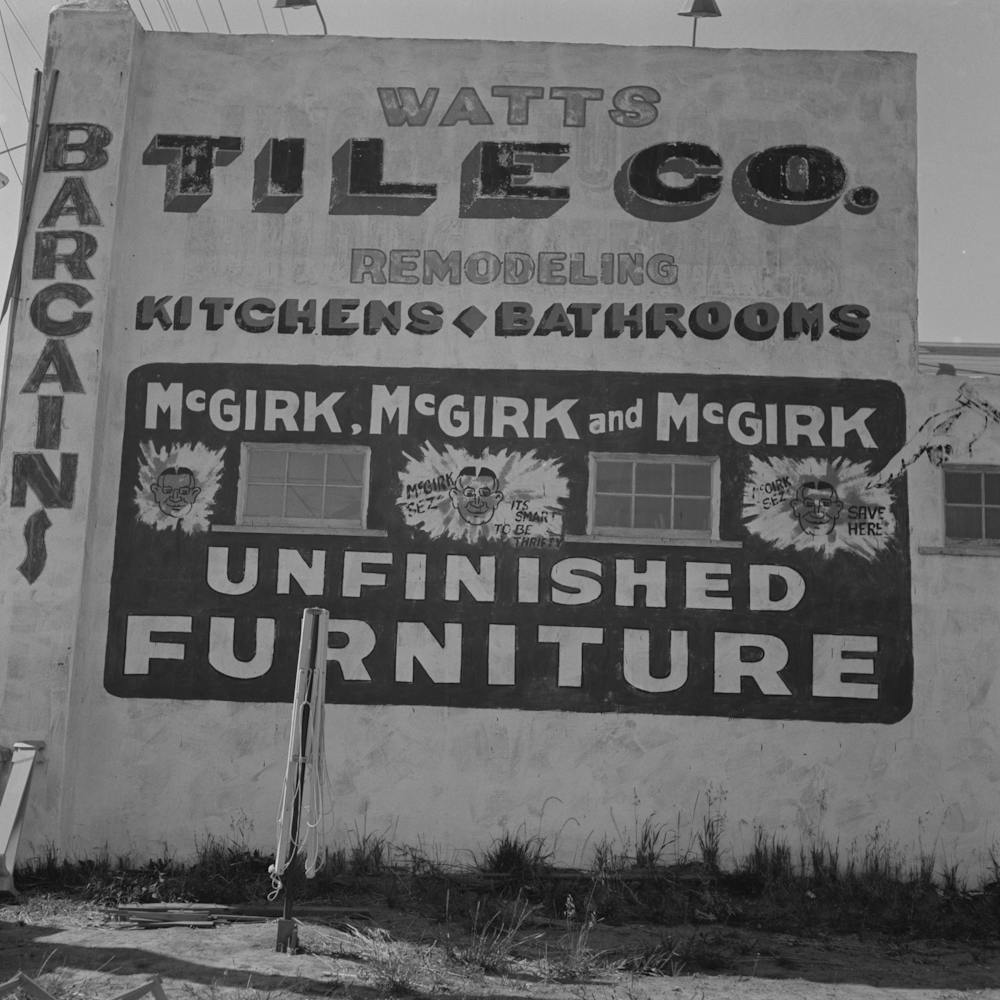 BARGAINS
WATTS
TILE CO.
REMODELING
KITCHENS ◆ BATHROOMS
McGIRK, McGIRK and McGIRK
McGIRK
SEZ
ITS
SMART
TO BE
THRIFTY
McGIRK
SEZ
SAVE
HERE
UNFINISHED
FURNITURE